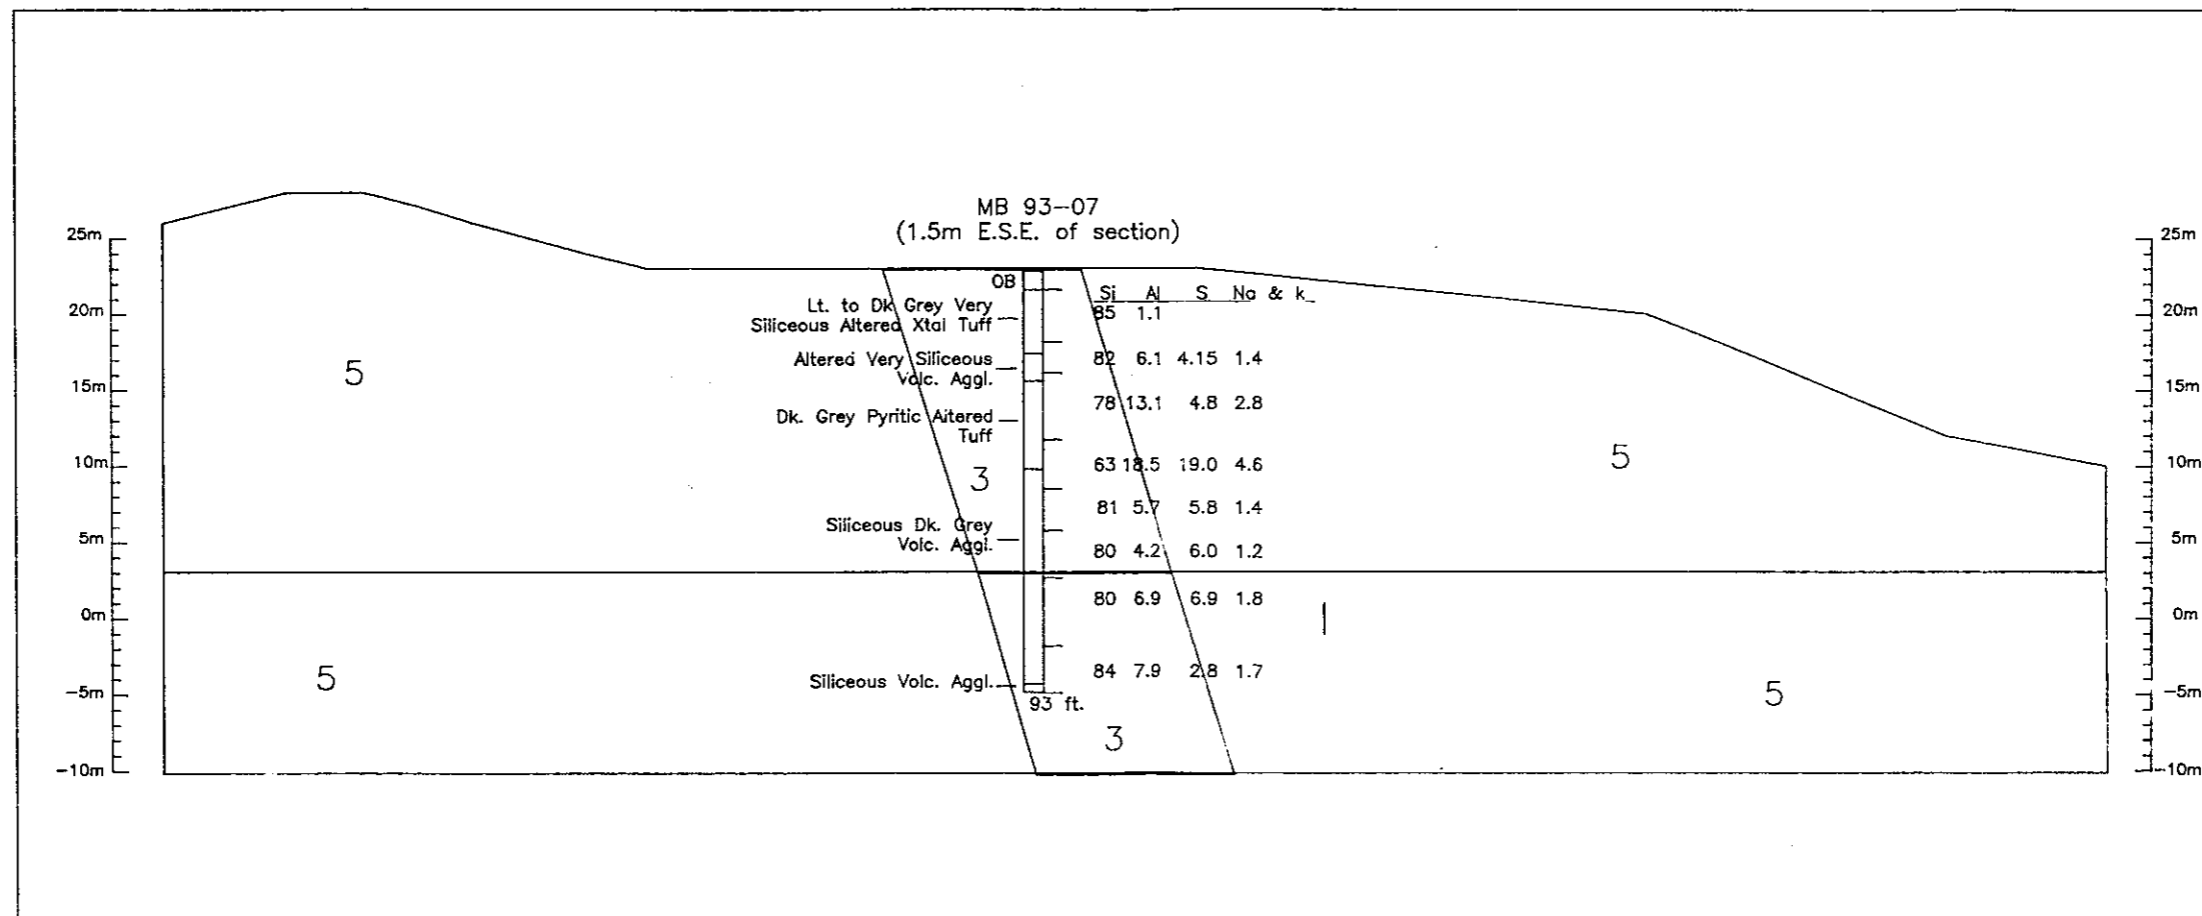 MB 93-07
(1.5m E.S.E. of section)
25m
20m
15m
10m
5m
0m
-5m
-10m
OB
Lt. to Dk Grey Very
Siliceous Altered Xtal Tuff
Altered Very Siliceous
Volc. Aggl.
Dk. Grey Pyritic Altered
Tuff
Siliceous Dk. Grey
Volc. Aggl.
Siliceous Volc. Aggl.
93 ft.
Si Al S Na & k
85 1.1
82 6.1 4.15 1.4
78 13.1 4.8 2.8
63 18.5 19.0 4.6
81 5.7 5.8 1.4
80 4.2 6.0 1.2
80 6.9 6.9 1.8
84 7.9 2.8 1.7
5
3
5
5
3
5
25m
20m
15m
10m
5m
0m
-5m
-10m